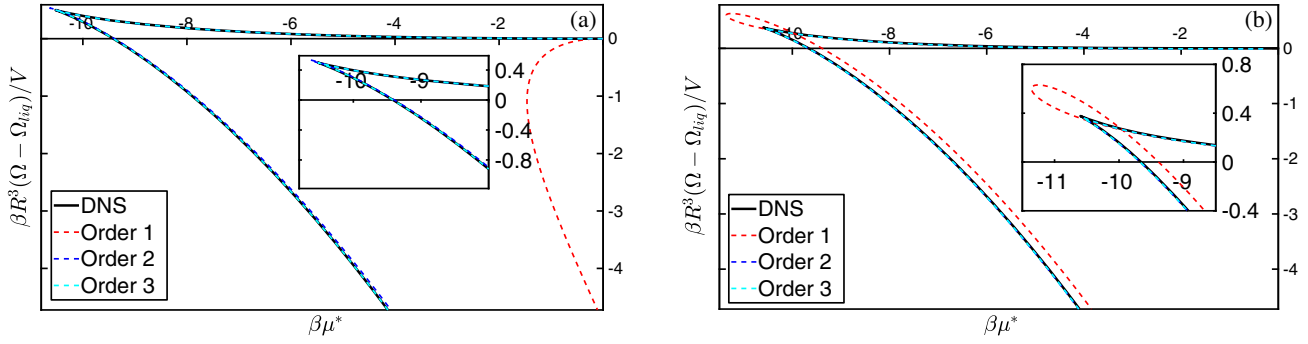 (a)
-10 -8 -6 -4 -2
0
-1
-2
-3
-4
βR³(Ω − Ω_liq)/V
βμ*
-10 -9
0.4
0
-0.4
-0.8
DNS
Order 1
Order 2
Order 3
(b)
-10 -8 -6 -4 -2
0
-1
-2
-3
-4
βR³(Ω − Ω_liq)/V
βμ*
0.8
0.4
0
-0.4
-11 -10 -9
DNS
Order 1
Order 2
Order 3